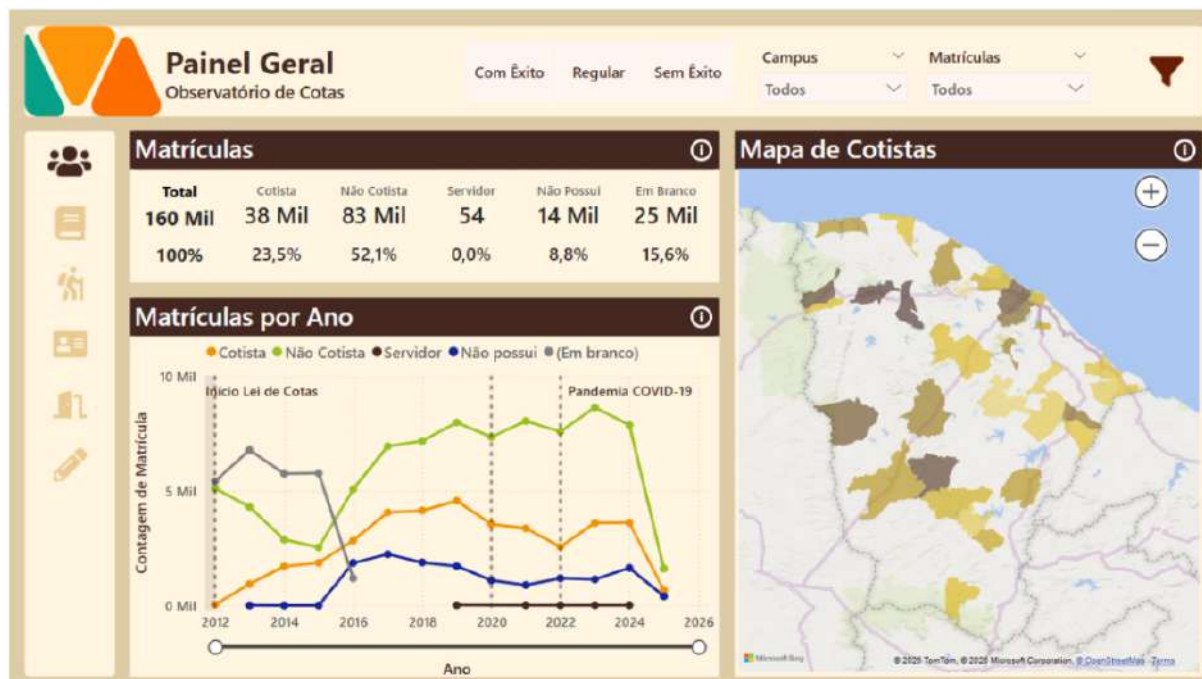 Painel Geral
Observatório de Cotas
Com Êxito Regular Sem Êxito
Campus
Todos
Matrículas
Todos
Matrículas
Total Cotista Não Cotista Servidor Não Possui Em Branco
160 Mil 38 Mil 83 Mil 54 14 Mil 25 Mil
100% 23,5% 52,1% 0,0% 8,8% 15,6%
Matrículas por Ano
Cotista Não Cotista Servidor Não possui (Em branco)
10 Mil
Início Lei de Cotas
Pandemia COVID-19
5 Mil
0 Mil
Contagem de Matrícula
2012 2014 2016 2018 2020 2022 2024 2026
Ano
Mapa de Cotistas
Microsoft Bing
© 2025 TomTom, © 2025 Microsoft Corporation, © OpenStreetMap Terms